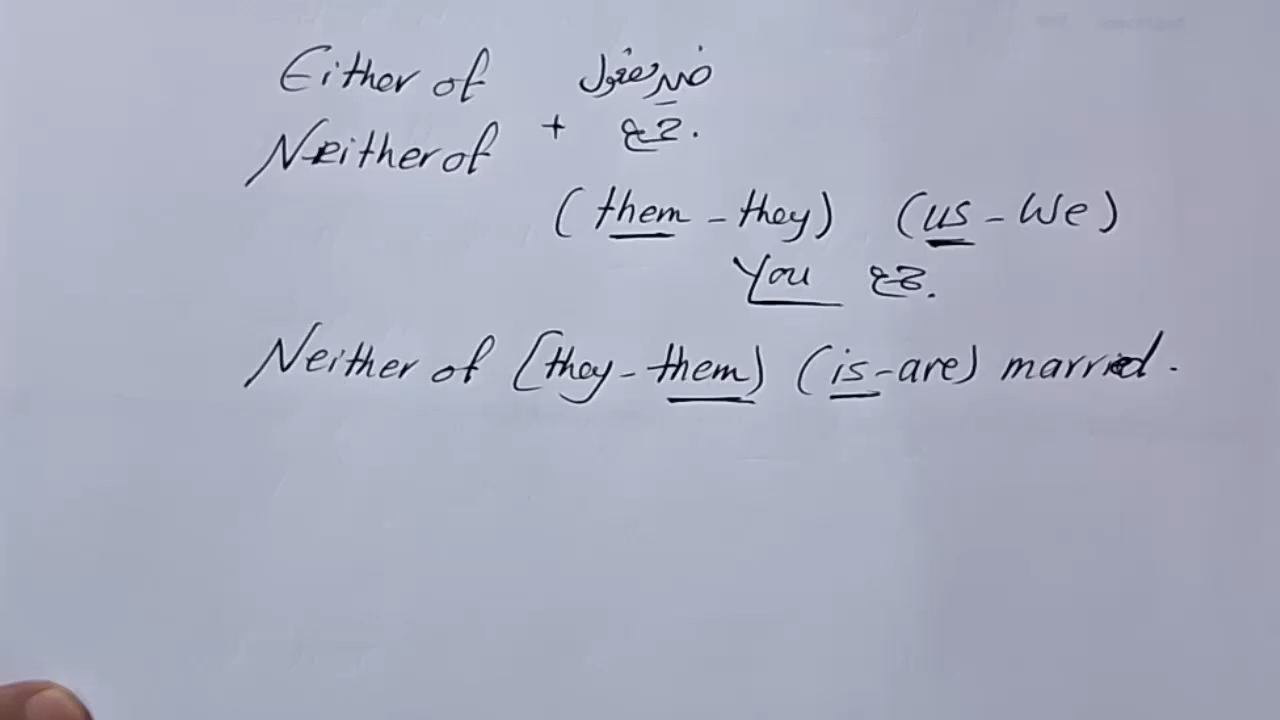 Either of ضمير مفعول
Neither of + جمع.
(them - they) (us - We)
You جمع.
Neither of [they - them) (is - are) married.